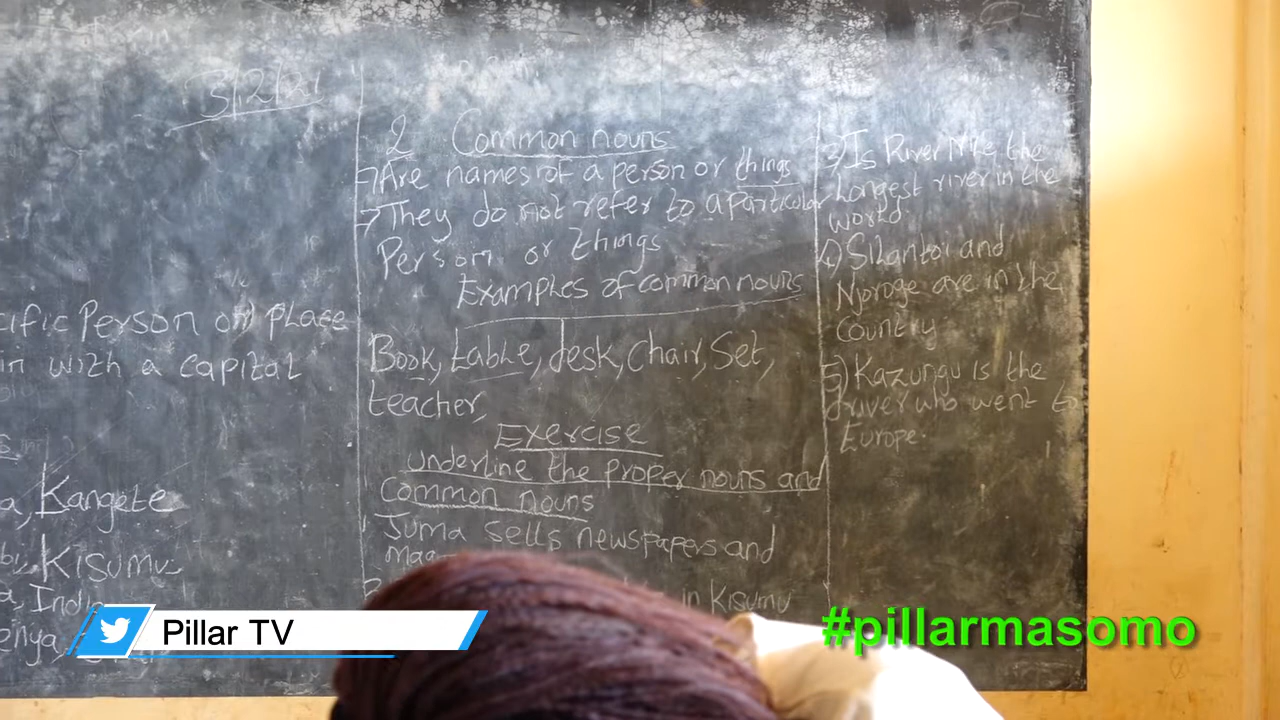 3/2/21
cific Person or place
in with a capital
a, Kangete
bi, Kisumu
a, India
enya,
2 Common nouns
→ Are names of a person or things
→ They do not refer to a particular
Person or things
Examples of common nouns
Book, table, desk, Chair, Set,
teacher,
Exercise
underline the proper nouns and
Common nouns
Juma sells newspapers and
in Kisumu
3) Is River Nile the
Longest river in the
world.
4) Silantoi and
Njoroge are in the
Country
5) Kazungu is the
driver who went to
Europe.
Pillar TV
#pillarmasomo